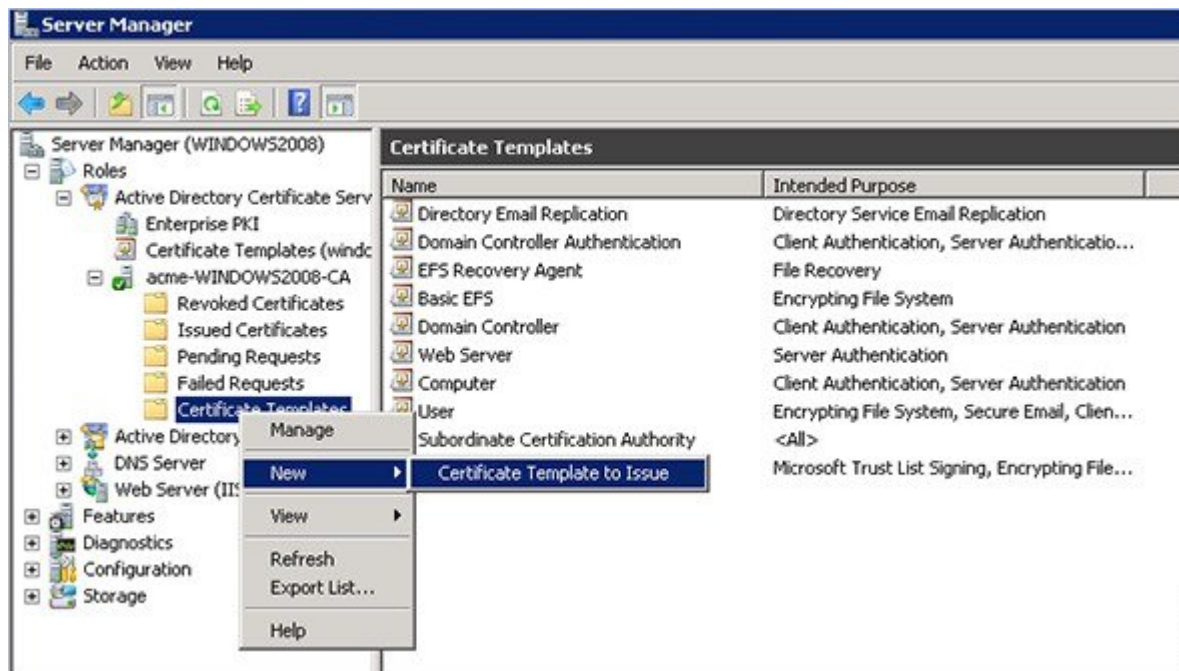 Server Manager
File Action View Help
Server Manager (WINDOWS2008)
Roles
Active Directory Certificate Serv
Enterprise PKI
Certificate Templates (windc
acme-WINDOWS2008-CA
Revoked Certificates
Issued Certificates
Pending Requests
Failed Requests
Certificate Templates
Active Directory
DNS Server
Web Server (IIS
Features
Diagnostics
Configuration
Storage
Manage
New
Certificate Template to Issue
View
Refresh
Export List...
Help
Certificate Templates
Name Intended Purpose
Directory Email Replication Directory Service Email Replication
Domain Controller Authentication Client Authentication, Server Authenticatio...
EFS Recovery Agent File Recovery
Basic EFS Encrypting File System
Domain Controller Client Authentication, Server Authentication
Web Server Server Authentication
Computer Client Authentication, Server Authentication
User Encrypting File System, Secure Email, Clien...
Subordinate Certification Authority <All>
Microsoft Trust List Signing, Encrypting File...